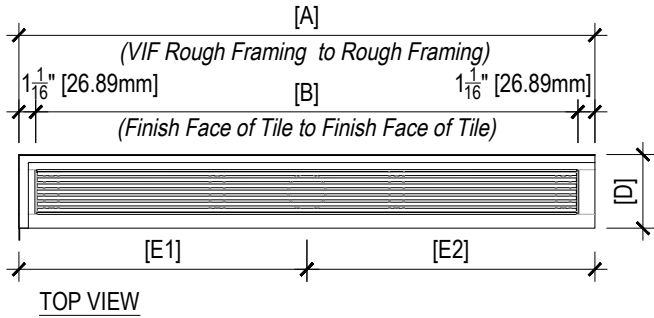 [A]
(VIF Rough Framing to Rough Framing)
1 1/16" [26.89mm] 1 1/16" [26.89mm]
[B]
(Finish Face of Tile to Finish Face of Tile)
[D]
[E1] [E2]
TOP VIEW